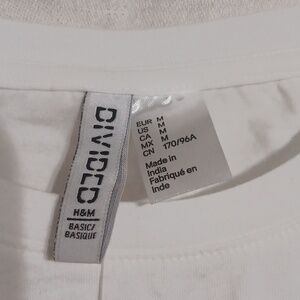 DIVIDED
H&M
BASIC/
BASIQUE
EUR M
US M
CA M
MX M
CN 170/96A
Made in
India
Fabriqué en
Inde